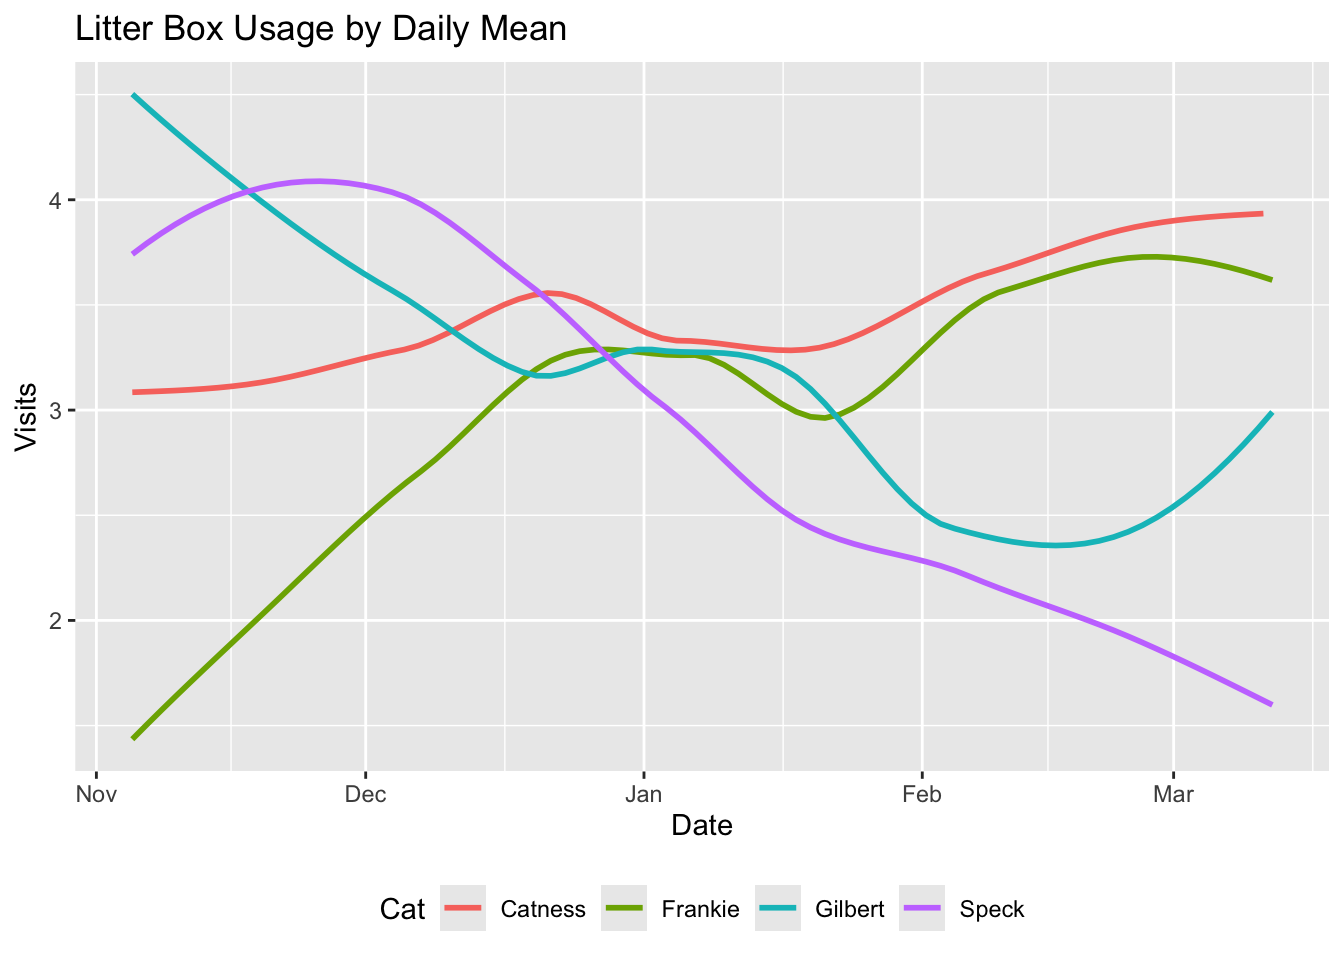 Litter Box Usage by Daily Mean
4
3
2
Visits
Nov Dec Jan Feb Mar
Date
Cat Catness Frankie Gilbert Speck